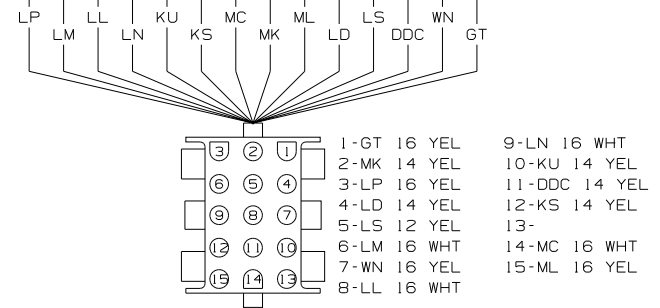 LP LL KU MC ML LS WN
LM LN KS MK LD DDC GT
3 2 1
6 5 4
9 8 7
12 11 10
15 14 13
1-GT 16 YEL
2-MK 14 YEL
3-LP 16 YEL
4-LD 14 YEL
5-LS 12 YEL
6-LM 16 WHT
7-WN 16 YEL
8-LL 16 WHT
9-LN 16 WHT
10-KU 14 YEL
11-DDC 14 YEL
12-KS 14 YEL
13-
14-MC 16 WHT
15-ML 16 YEL